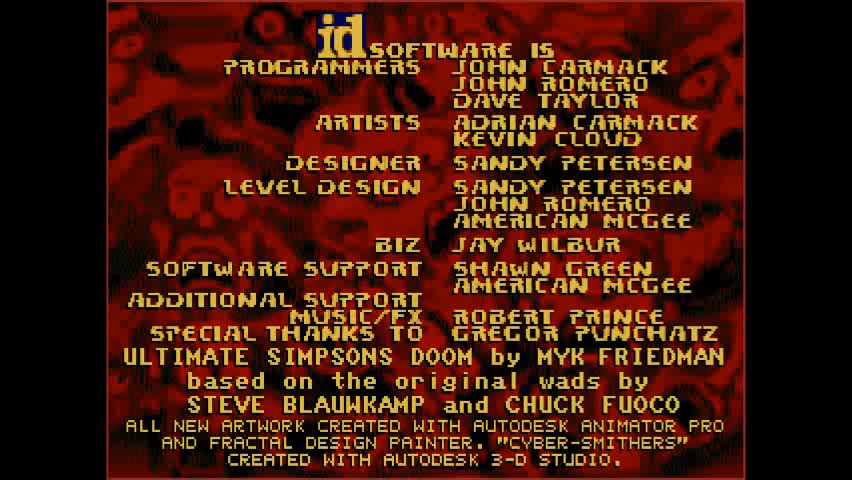 id SOFTWARE IS
PROGRAMMERS JOHN CARMACK
JOHN ROMERO
DAVE TAYLOR
ARTISTS ADRIAN CARMACK
KEVIN CLOUD
DESIGNER SANDY PETERSEN
LEVEL DESIGN SANDY PETERSEN
JOHN ROMERO
AMERICAN MCGEE
BIZ JAY WILBUR
SOFTWARE SUPPORT SHAWN GREEN
AMERICAN MCGEE
ADDITIONAL SUPPORT
MUSIC/FX ROBERT PRINCE
SPECIAL THANKS TO GREGOR PUNCHATZ
ULTIMATE SIMPSONS DOOM by MYK FRIEDMAN
based on the original wads by
STEVE BLAUWKAMP and CHUCK FUOCO
ALL NEW ARTWORK CREATED WITH AUTODESK ANIMATOR PRO
AND FRACTAL DESIGN PAINTER. "CYBER-SMITHERS"
CREATED WITH AUTODESK 3-D STUDIO.